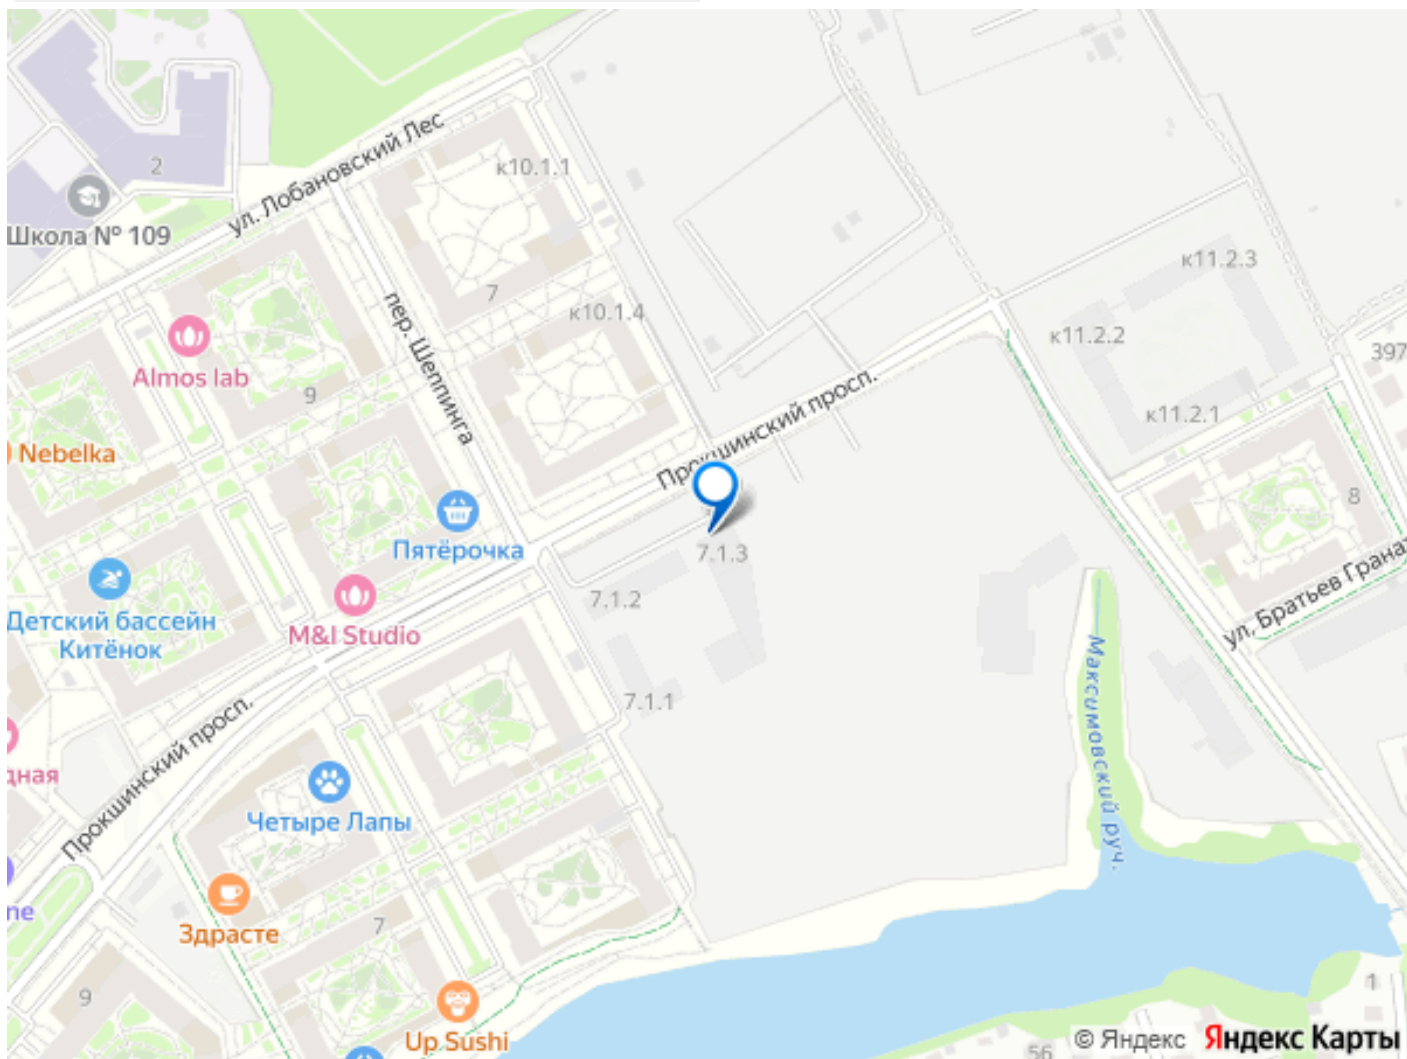 ул. Лобановский Лес
к10.1.1
2
Школа № 109
к11.2.3
7
к10.1.4
пер. Шеппинга
к11.2.2
397
Almos lab
9
Прокшинский просп.
к11.2.1
Nebelka
8
Пятёрочка
7.1.3
ул. Братьев Гранат
7.1.2
Детский бассейн
Китёнок
M&I Studio
Максимовский руч.
7.1.1
Прокшинский просп.
дная
Четыре Лапы
ne
Здрасте
7
9
1
Up Sushi
56
© Яндекс Яндекс Карты